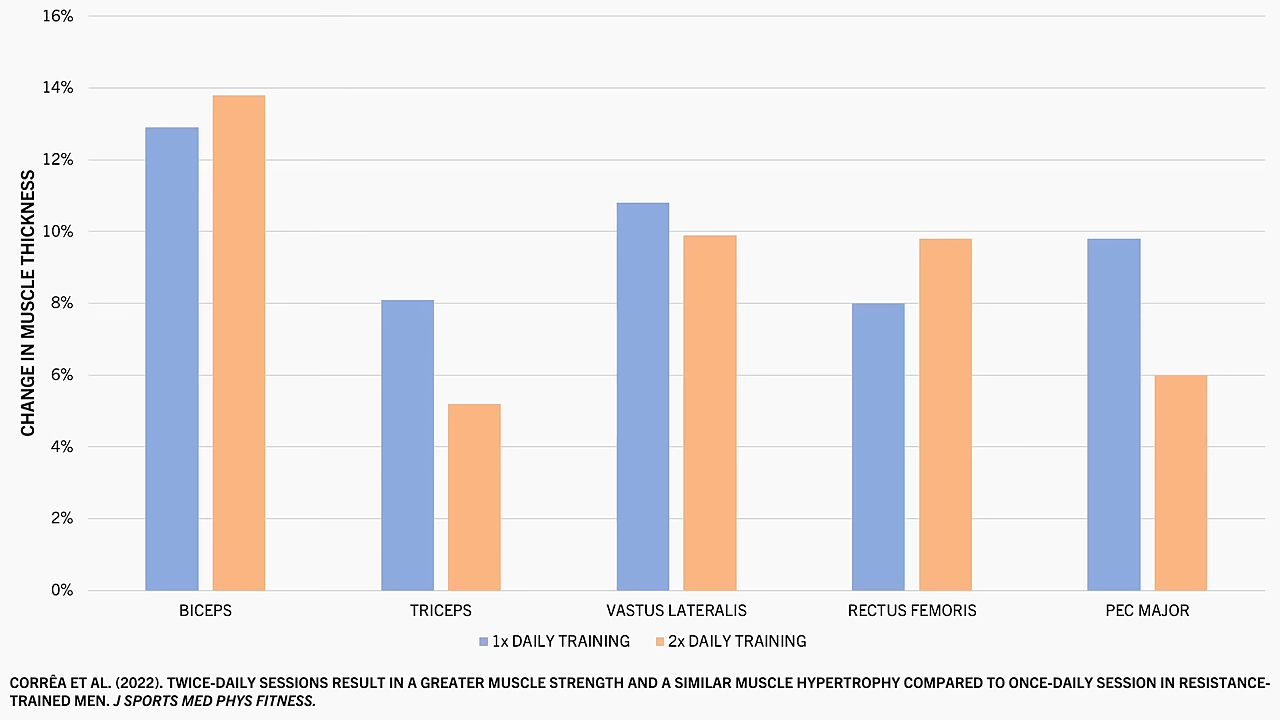 16%
14%
12%
10%
8%
6%
4%
2%
0%
CHANGE IN MUSCLE THICKNESS
BICEPS
TRICEPS
VASTUS LATERALIS
RECTUS FEMORIS
PEC MAJOR
1x DAILY TRAINING
2x DAILY TRAINING
CORRÊA ET AL. (2022). TWICE-DAILY SESSIONS RESULT IN A GREATER MUSCLE STRENGTH AND A SIMILAR MUSCLE HYPERTROPHY COMPARED TO ONCE-DAILY SESSION IN RESISTANCE-
TRAINED MEN. J SPORTS MED PHYS FITNESS.